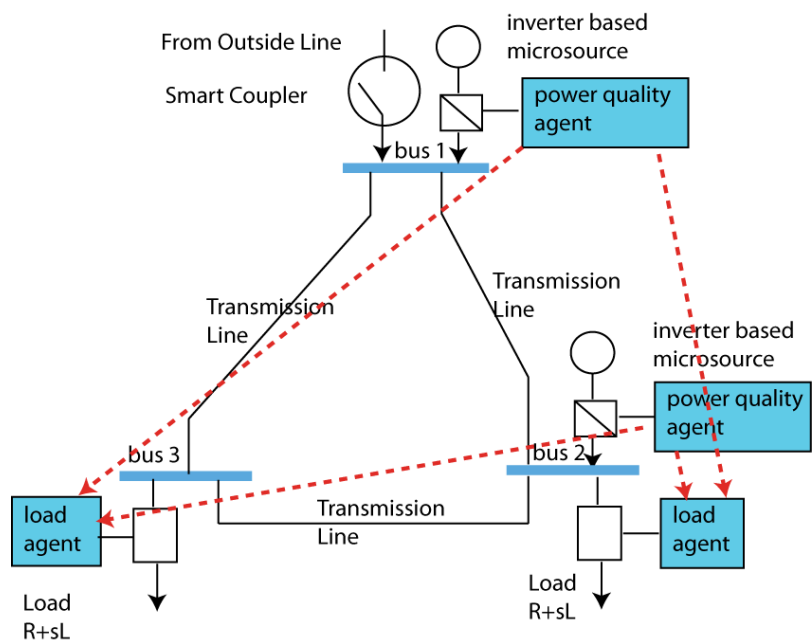 From Outside Line
Smart Coupler
inverter based
microsource
power quality
agent
bus 1
Transmission
Line
Transmission
Line
inverter based
microsource
power quality
agent
bus 2
bus 3
Transmission
Line
load
agent
load
agent
Load
R+sL
Load
R+sL